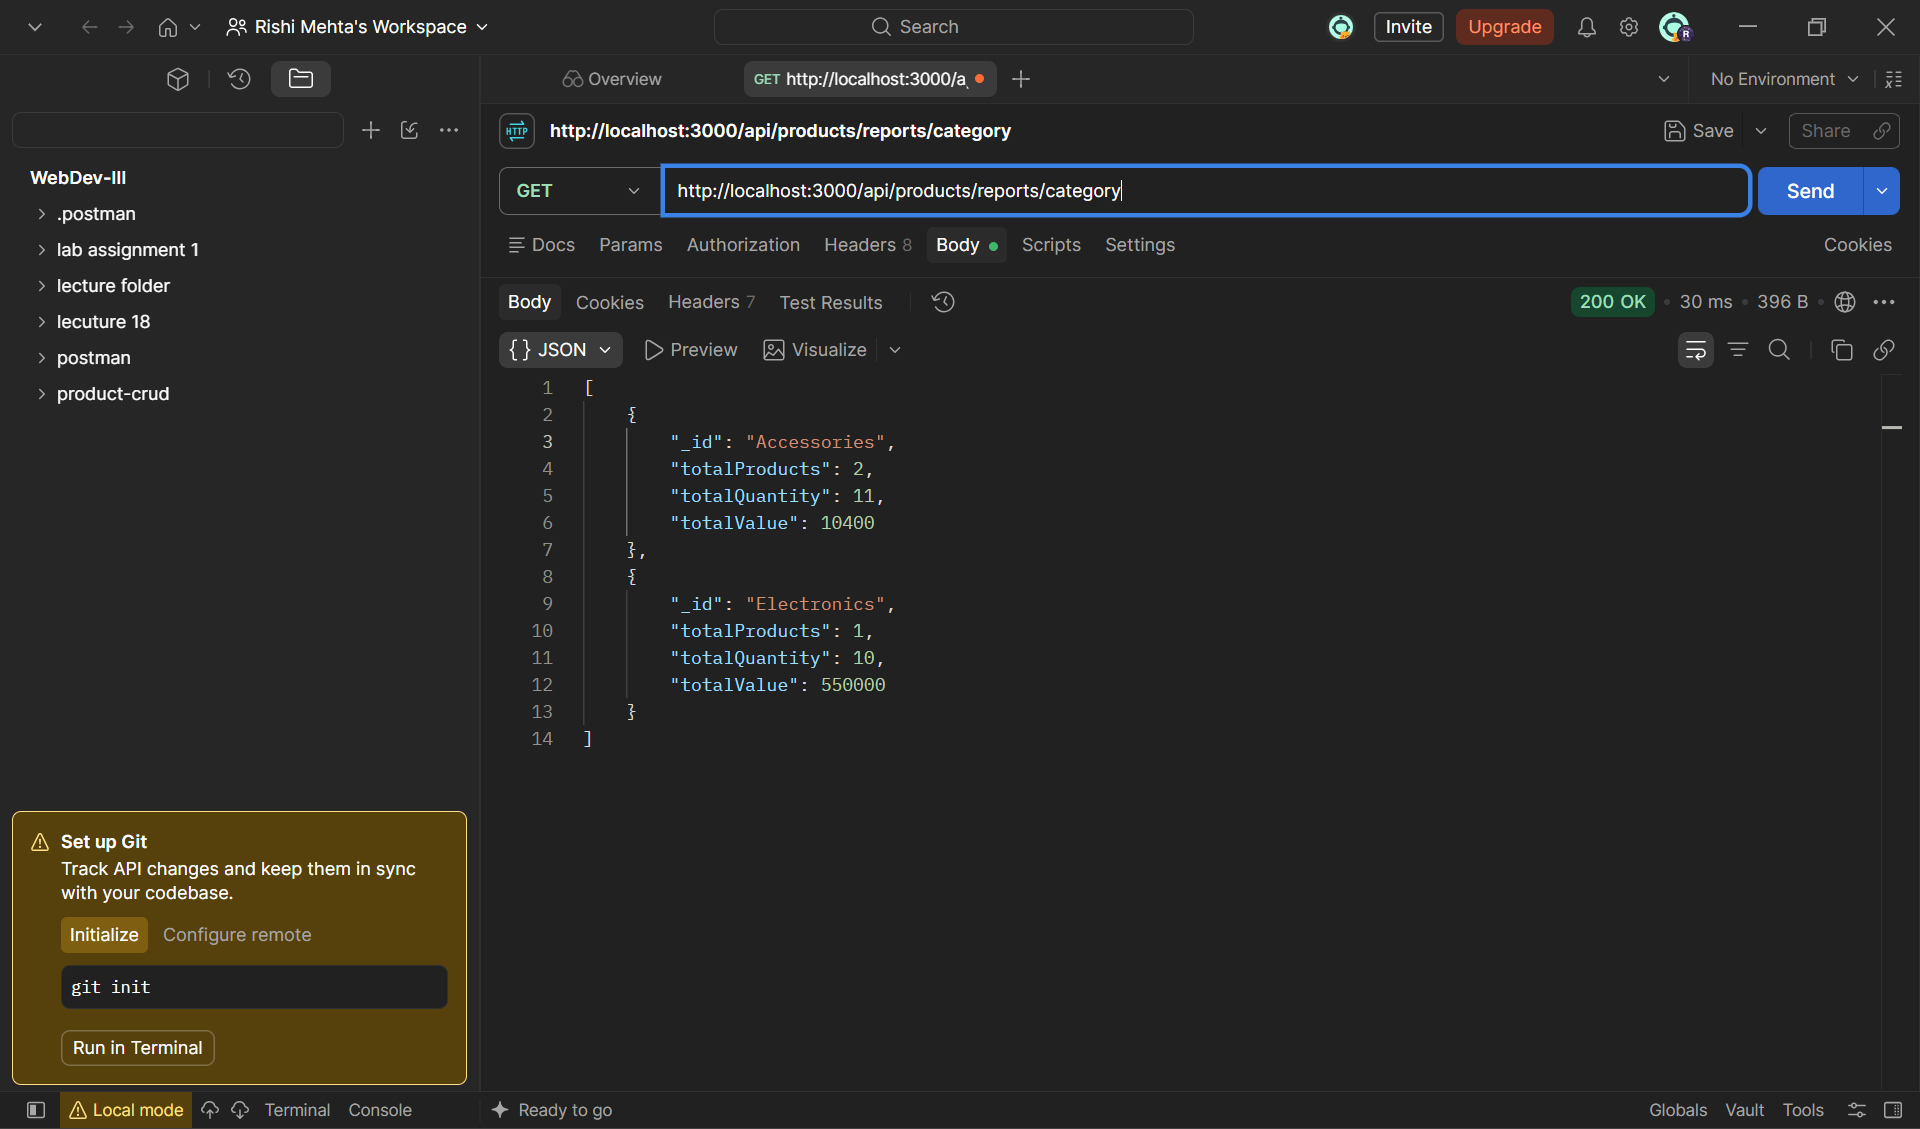 Rishi Mehta's Workspace
Search
Invite
Upgrade
R
Overview
GET http://localhost:3000/a
No Environment
HTTP
http://localhost:3000/api/products/reports/category
Save
Share
WebDev-III
.postman
lab assignment 1
lecture folder
lecuture 18
postman
product-crud
GET
http://localhost:3000/api/products/reports/category
Send
Docs
Params
Authorization
Headers 8
Body
Scripts
Settings
Cookies
Body
Cookies
Headers 7
Test Results
200 OK
30 ms
396 B
{} JSON
Preview
Visualize
1 [
2 {
3 "_id": "Accessories",
4 "totalProducts": 2,
5 "totalQuantity": 11,
6 "totalValue": 10400
7 },
8 {
9 "_id": "Electronics",
10 "totalProducts": 1,
11 "totalQuantity": 10,
12 "totalValue": 550000
13 }
14 ]
Set up Git
Track API changes and keep them in sync
with your codebase.
Initialize
Configure remote
git init
Run in Terminal
Local mode
Terminal
Console
Ready to go
Globals
Vault
Tools